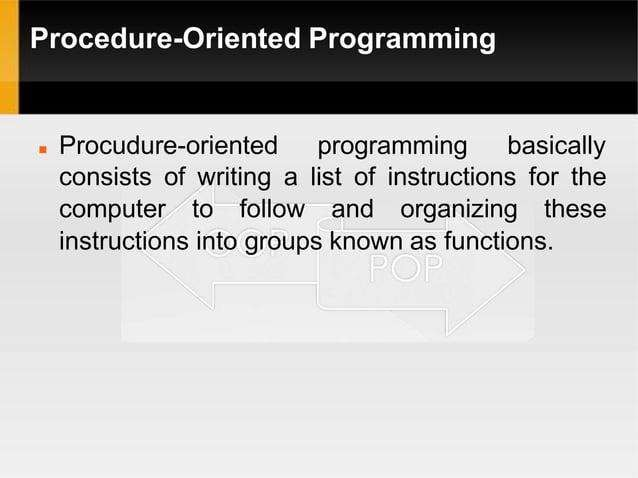 Procedure-Oriented Programming
Procudure-oriented programming basically
consists of writing a list of instructions for the
computer to follow and organizing these
instructions into groups known as functions.
OOP
POP